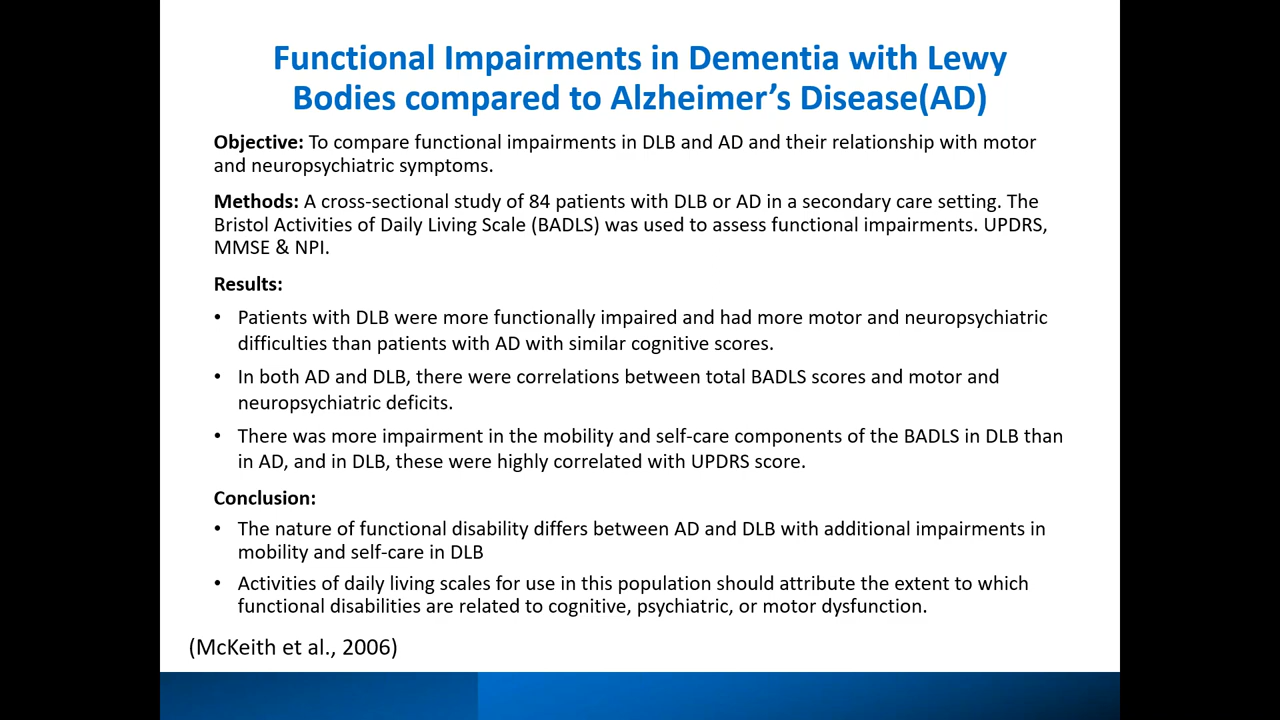 Functional Impairments in Dementia with Lewy
Bodies compared to Alzheimer’s Disease(AD)
Objective: To compare functional impairments in DLB and AD and their relationship with motor
and neuropsychiatric symptoms.
Methods: A cross-sectional study of 84 patients with DLB or AD in a secondary care setting. The
Bristol Activities of Daily Living Scale (BADLS) was used to assess functional impairments. UPDRS,
MMSE & NPI.
Results:
• Patients with DLB were more functionally impaired and had more motor and neuropsychiatric
difficulties than patients with AD with similar cognitive scores.
• In both AD and DLB, there were correlations between total BADLS scores and motor and
neuropsychiatric deficits.
• There was more impairment in the mobility and self-care components of the BADLS in DLB than
in AD, and in DLB, these were highly correlated with UPDRS score.
Conclusion:
• The nature of functional disability differs between AD and DLB with additional impairments in
mobility and self-care in DLB
• Activities of daily living scales for use in this population should attribute the extent to which
functional disabilities are related to cognitive, psychiatric, or motor dysfunction.
(McKeith et al., 2006)